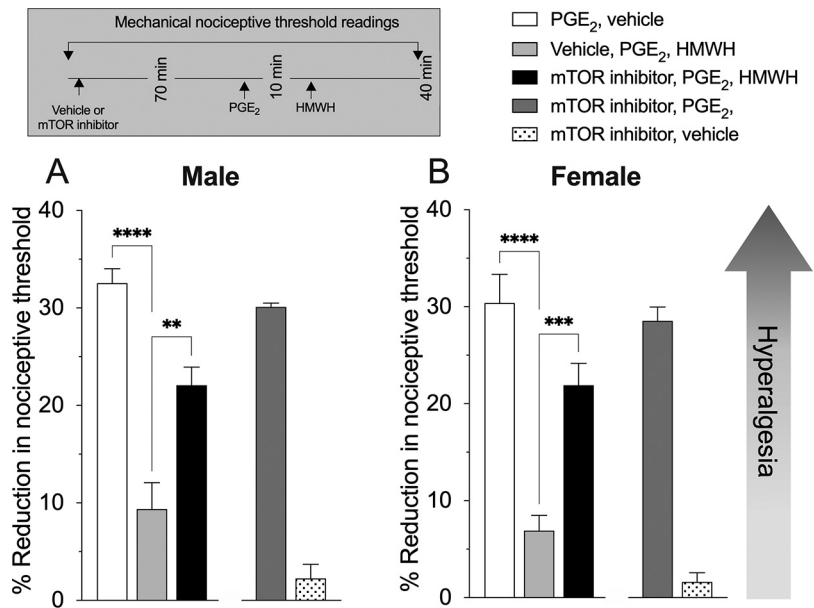 Mechanical nociceptive threshold readings
70 min
10 min
40 min
Vehicle or
mTOR inhibitor
PGE2
HMWH
PGE2, vehicle
Vehicle, PGE2, HMWH
mTOR inhibitor, PGE2, HMWH
mTOR inhibitor, PGE2,
mTOR inhibitor, vehicle
A
Male
% Reduction in nociceptive threshold
40
30
20
10
0
****
**
B
Female
% Reduction in nociceptive threshold
40
30
20
10
0
****
***
Hyperalgesia